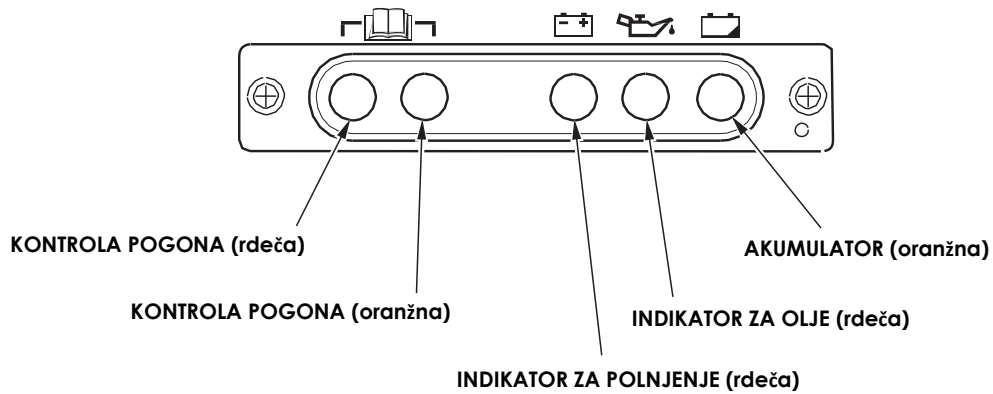 KONTROLA POGONA (rdeča)
AKUMULATOR (oranžna)
KONTROLA POGONA (oranžna)
INDIKATOR ZA OLJE (rdeča)
INDIKATOR ZA POLNJENJE (rdeča)